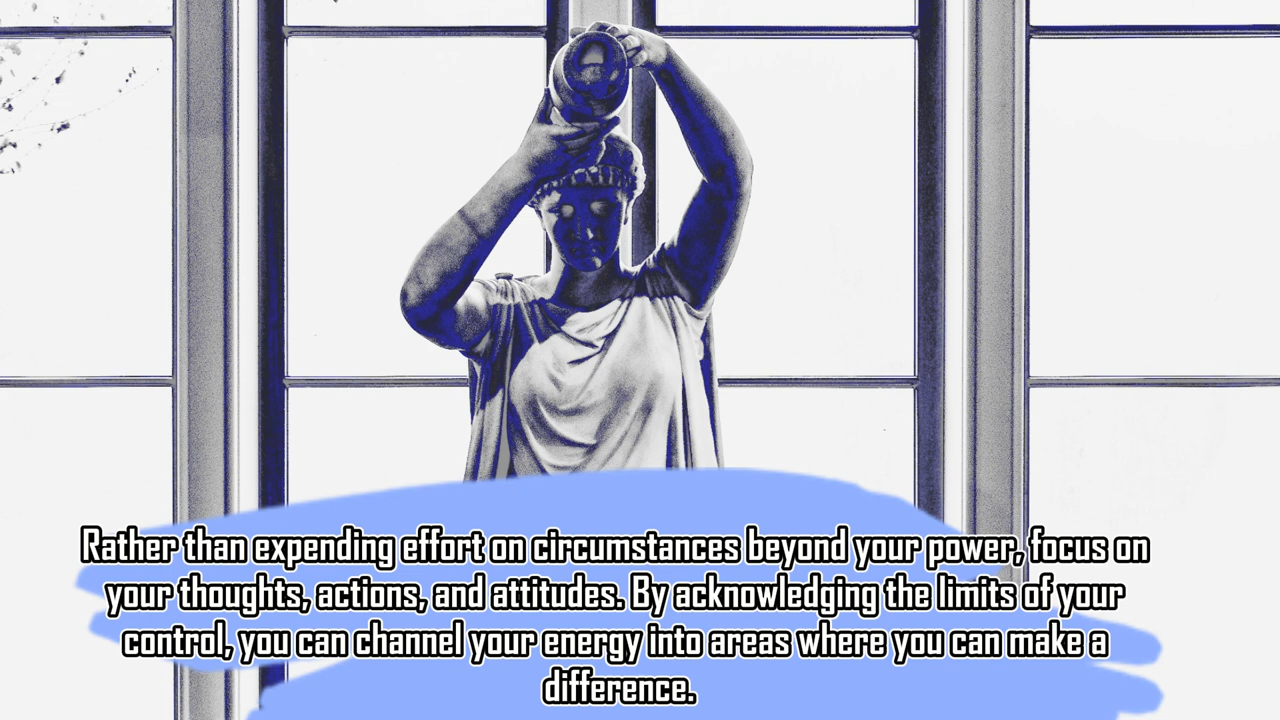 Rather than expending effort on circumstances beyond your power, focus on
your thoughts, actions, and attitudes. By acknowledging the limits of your
control, you can channel your energy into areas where you can make a
difference.